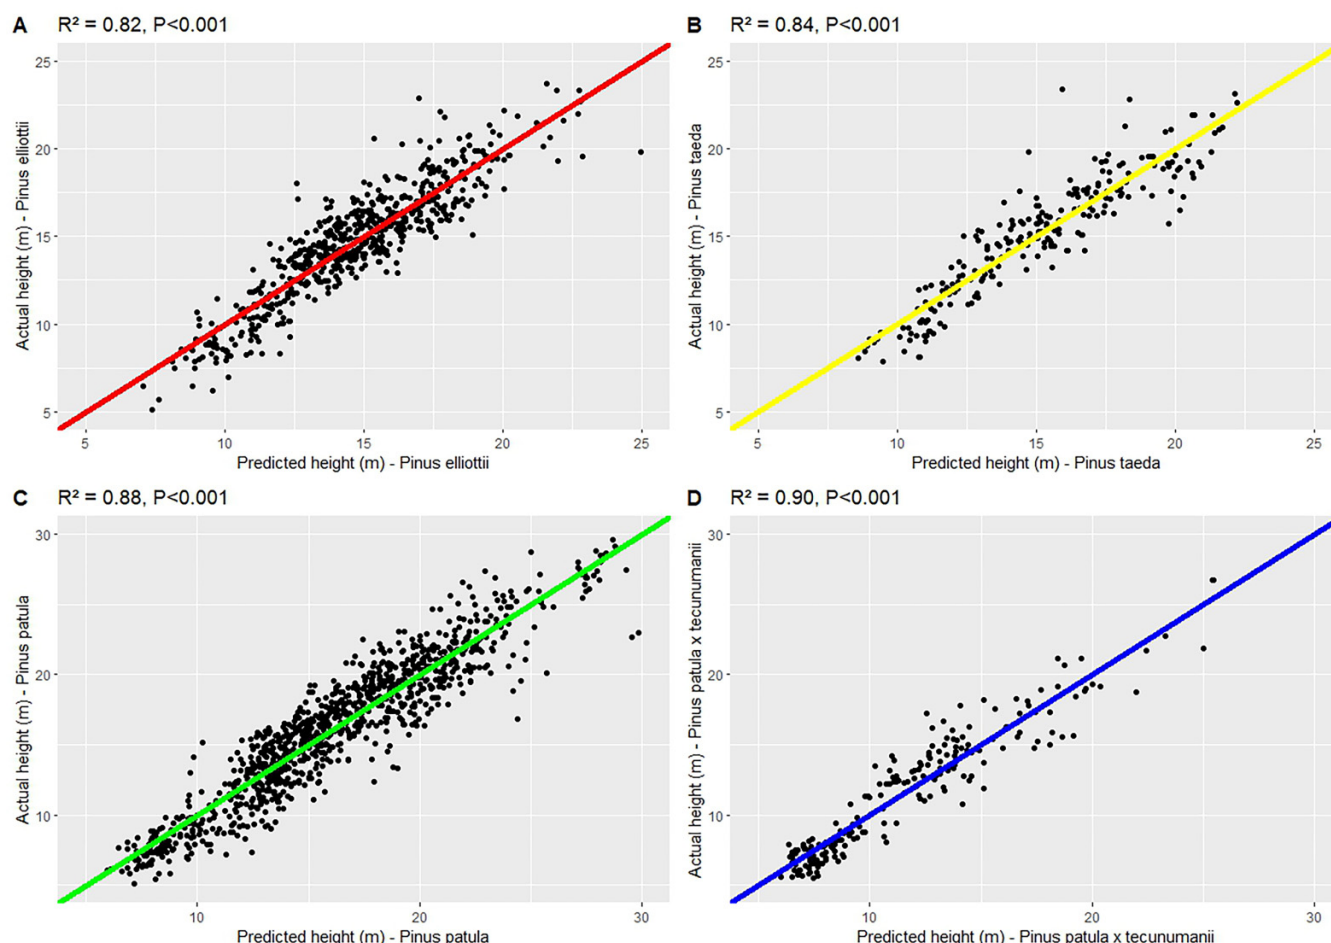 A R² = 0.82, P<0.001
Actual height (m) - Pinus elliottii
25
20
15
10
5
5 10 15 20 25
Predicted height (m) - Pinus elliottii
B R² = 0.84, P<0.001
Actual height (m) - Pinus taeda
25
20
15
10
5
5 10 15 20 25
Predicted height (m) - Pinus taeda
C R² = 0.88, P<0.001
Actual height (m) - Pinus patula
30
20
10
10 20 30
Predicted height (m) - Pinus patula
D R² = 0.90, P<0.001
Actual height (m) - Pinus patula x tecunumanii
30
20
10
10 20 30
Predicted height (m) - Pinus patula x tecunumanii